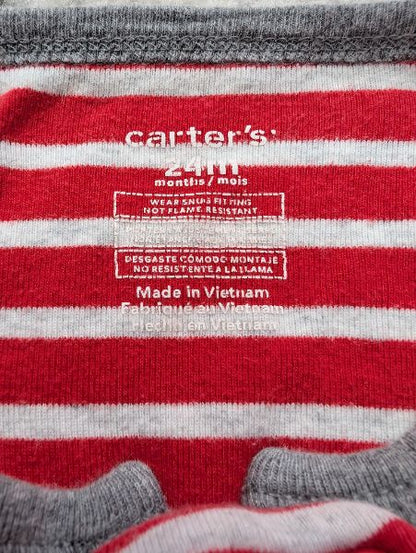 carter's
24m
months / mois
WEAR SNUG FITTING
NOT FLAME RESISTANT
DESGASTE CÓMODO MONTAJE
NO RESISTENTE A LA LLAMA
Made in Vietnam
Fabriqué au Vietnam
Hecho en Vietnam